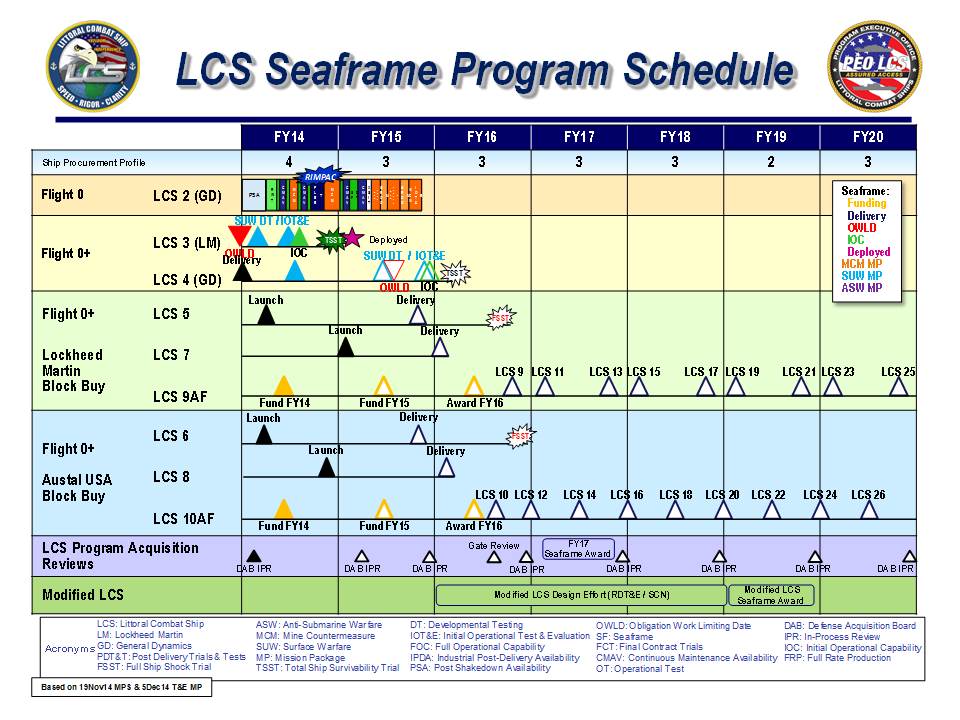 LITTORAL COMBAT SHIP
LCS
SPEED • RIGOR • CLARITY
LCS Seaframe Program Schedule
PROGRAM EXECUTIVE OFFICE
PEO LCS
ASSURED ACCESS
LITTORAL COMBAT SHIPS
FY14 FY15 FY16 FY17 FY18 FY19 FY20
Ship Procurement Profile 4 3 3 3 3 2 3
RIMPAC
Flight 0 LCS 2 (GD) PSA
Seaframe:
Funding
Delivery
OWLD
IOC
Deployed
MCM MP
SUW MP
ASW MP
SUW DT / IOT&E
Flight 0+ LCS 3 (LM) TSST Deployed
OWLD IOC
Delivery SUW DT / IOT&E
LCS 4 (GD) TSST
OWLD IOC
Launch Delivery
Flight 0+ LCS 5 FSST
Launch Delivery
Lockheed
Martin
Block Buy
LCS 7
LCS 9 LCS 11 LCS 13 LCS 15 LCS 17 LCS 19 LCS 21 LCS 23 LCS 25
LCS 9AF
Fund FY14 Fund FY15 Award FY16
Launch Delivery
Flight 0+ LCS 6 FSST
Launch Delivery
Austal USA
Block Buy
LCS 8
LCS 10 LCS 12 LCS 14 LCS 16 LCS 18 LCS 20 LCS 22 LCS 24 LCS 26
LCS 10AF
Fund FY14 Fund FY15 Award FY16
LCS Program Acquisition
Reviews
Gate Review
FY17
Seaframe Award
DAB IPR DAB IPR DAB IPR DAB IPR DAB IPR DAB IPR DAB IPR DAB IPR
Modified LCS
Modified LCS Design Effort (RDT&E / SCN)
Modified LCS
Seaframe Award
Acronyms
LCS: Littoral Combat Ship
LM: Lockheed Martin
GD: General Dynamics
PDT&T: Post Delivery Trials & Tests
FSST: Full Ship Shock Trial
ASW: Anti-Submarine Warfare
MCM: Mine Countermeasure
SUW: Surface Warfare
MP: Mission Package
TSST: Total Ship Survivability Trial
DT: Developmental Testing
IOT&E: Initial Operational Test & Evaluation
FOC: Full Operational Capability
IPDA: Industrial Post-Delivery Availability
PSA: Post Shakedown Availability
OWLD: Obligation Work Limiting Date
SF: Seaframe
FCT: Final Contract Trials
CMAV: Continuous Maintenance Availability
OT: Operational Test
DAB: Defense Acquisition Board
IPR: In-Process Review
IOC: Initial Operational Capability
FRP: Full Rate Production
Based on 19Nov14 MPS & 5Dec14 T&E MP